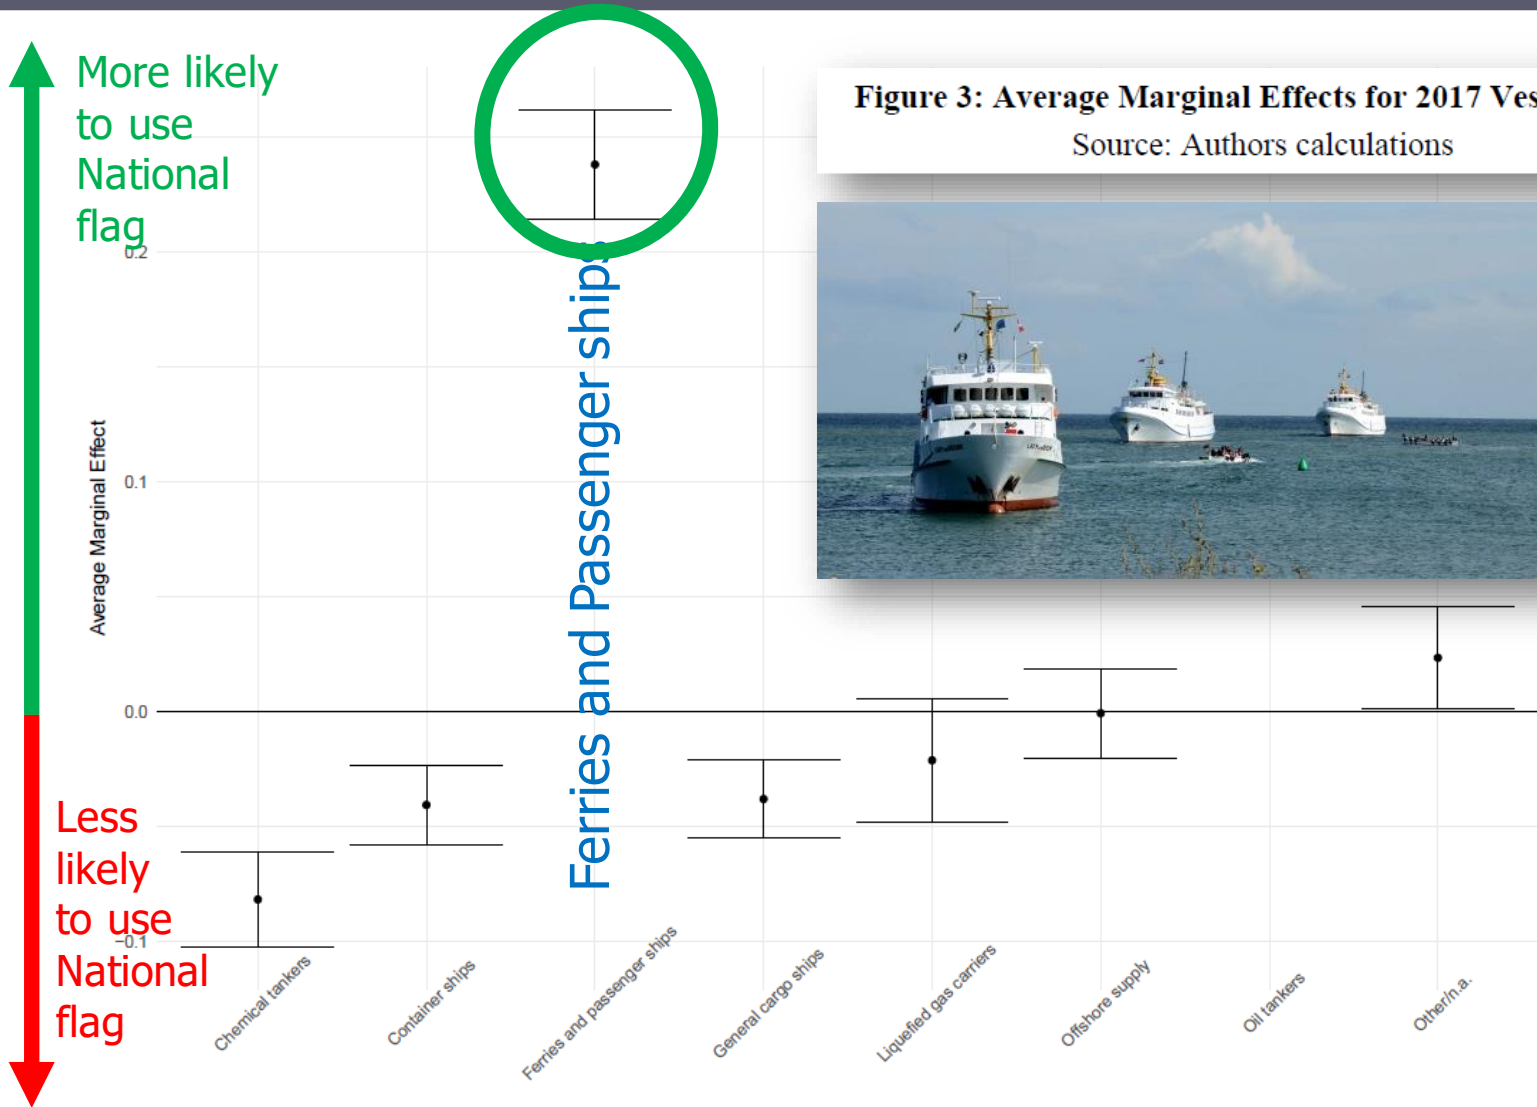 More likely
to use
National
flag
Figure 3: Average Marginal Effects for 2017 Ves
Source: Authors calculations
Average Marginal Effect
0.2
0.1
0.0
−0.1
Ferries and Passenger ships
Less
likely
to use
National
flag
Chemical tankers
Container ships
Ferries and passenger ships
General cargo ships
Liquefied gas carriers
Offshore supply
Oil tankers
Other/n.a.